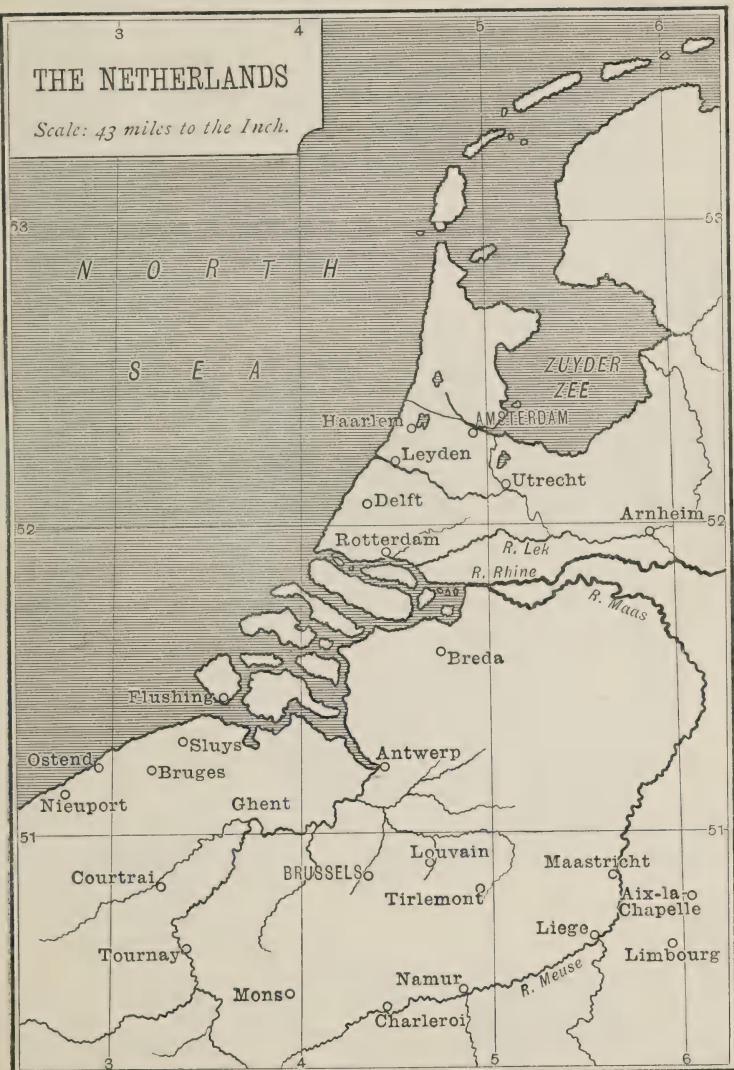 3
4
5
6
THE NETHERLANDS
Scale: 43 miles to the Inch.
53
53
NORTH
SEA
ZUYDER
ZEE
Haarlem
AMSTERDAM
Leyden
Utrecht
Delft
52
52
Arnheim
Rotterdam
R. Lek
R. Rhine
R. Maas
Breda
Flushing
Sluys
Ostend
Bruges
Antwerp
Nieuport
Ghent
51
51
Courtrai
BRUSSELS
Louvain
Maastricht
Tirlemont
Aix-la-
Chapelle
Liege
Limbourg
Tournay
Mons
Namur
R. Meuse
Charleroi
3
4
5
6